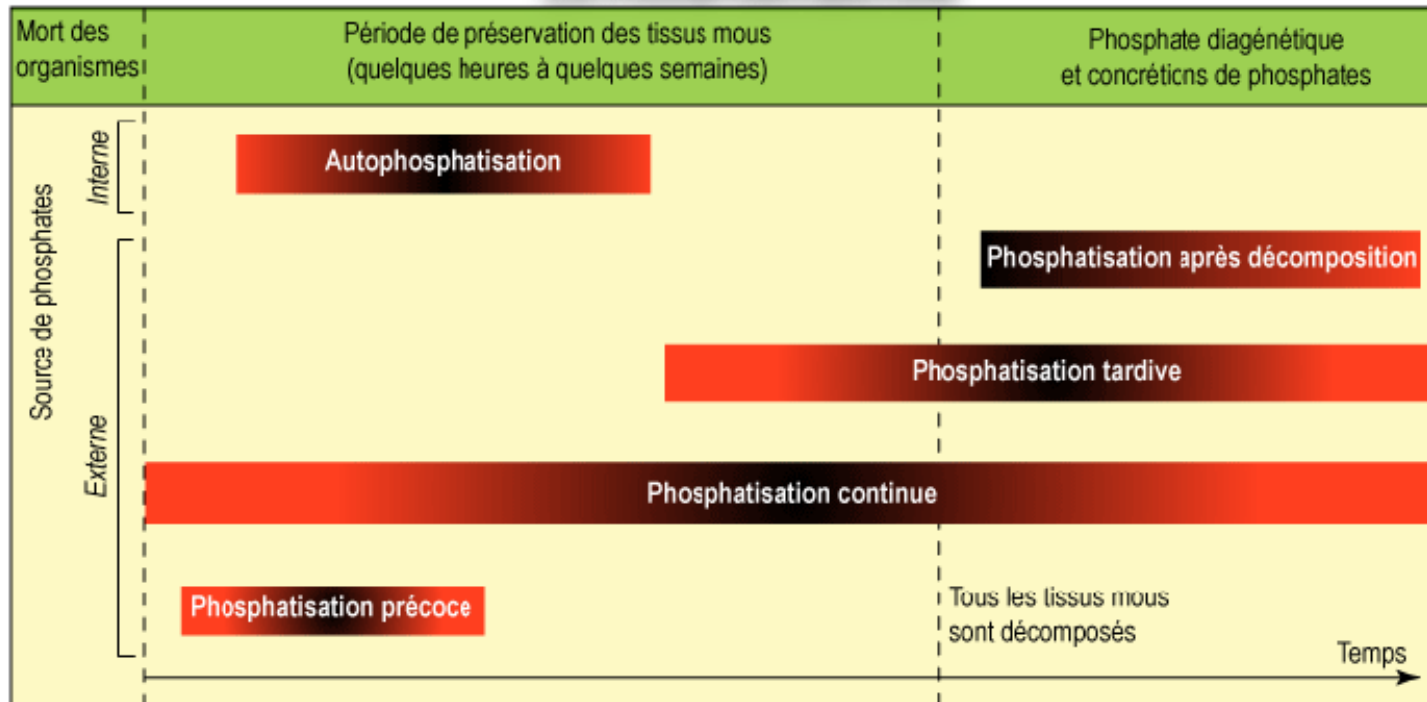 Mort des
organismes
Période de préservation des tissus mous
(quelques heures à quelques semaines)
Phosphate diagénétique
et concrétions de phosphates
Source de phosphates
Interne
Externe
Autophosphatisation
Phosphatisation après décomposition
Phosphatisation tardive
Phosphatisation continue
Phosphatisation précoce
Tous les tissus mous
sont décomposés
Temps